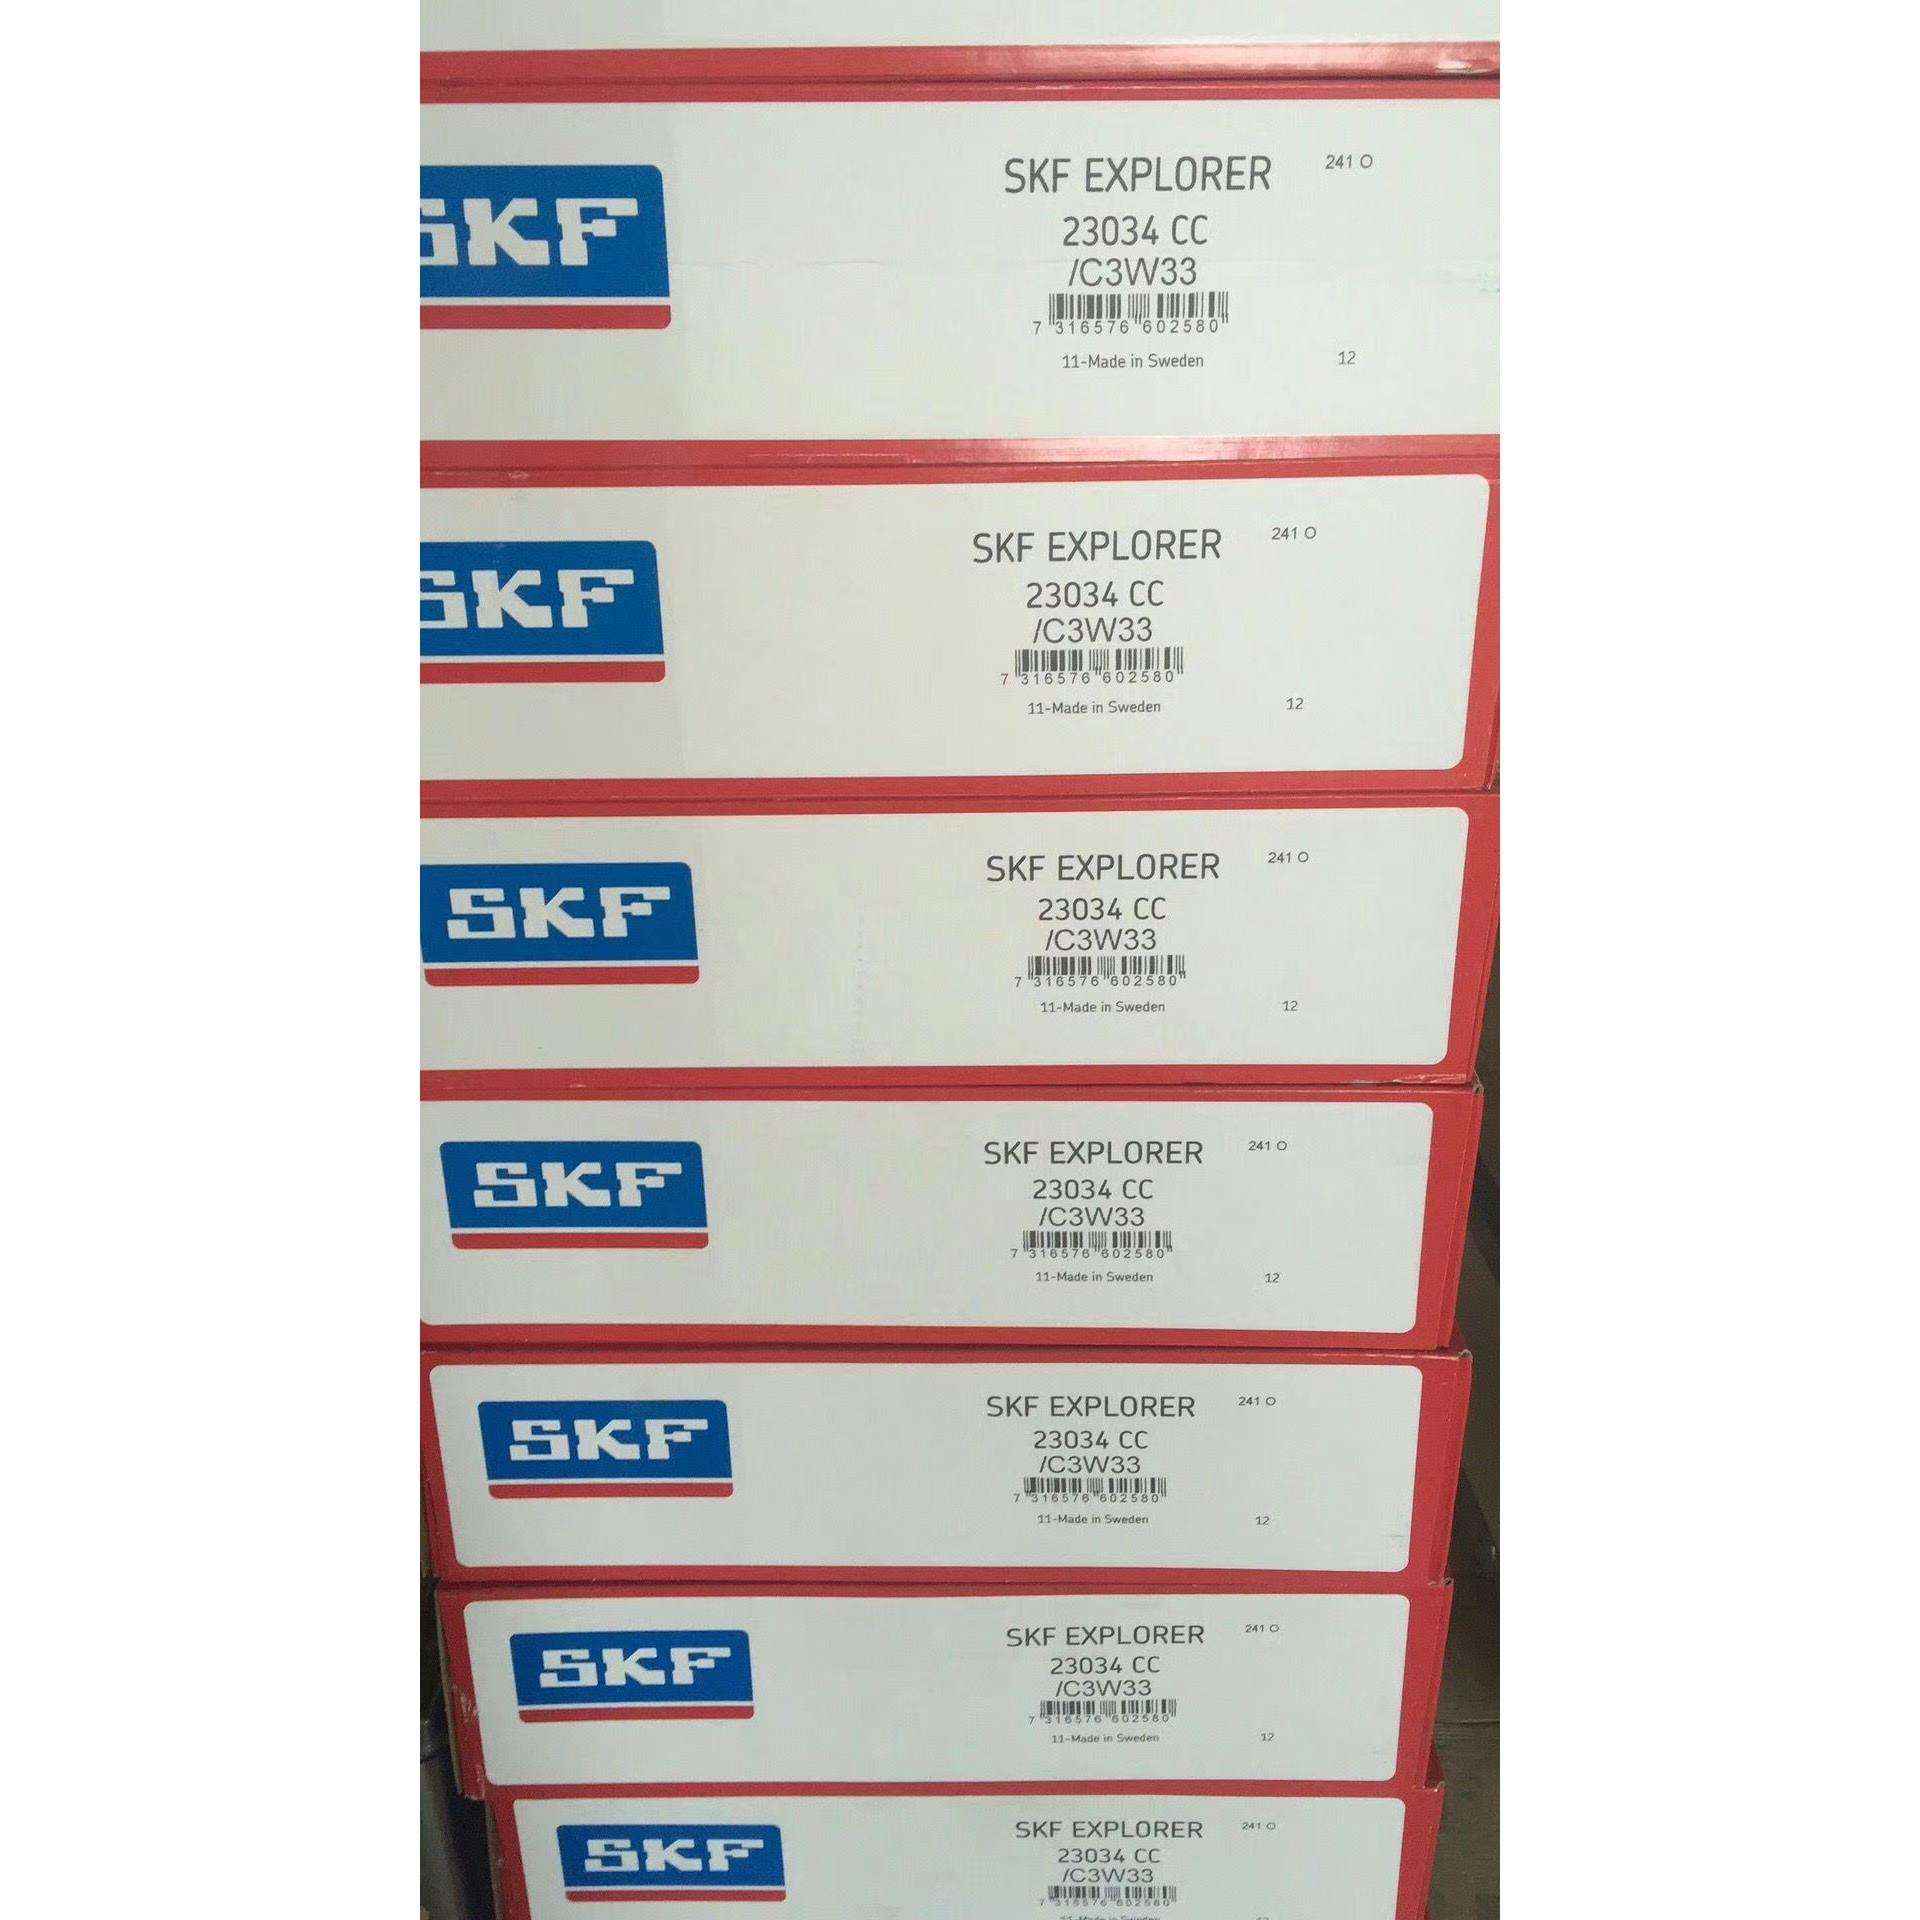 SKF
SKF EXPLORER 241 O
23034 CC
/C3W33
7 316576 602580
11-Made in Sweden 12
SKF
SKF EXPLORER 241 O
23034 CC
/C3W33
7 316576 602580
11-Made in Sweden 12
SKF
SKF EXPLORER 241 O
23034 CC
/C3W33
7 316576 602580
11-Made in Sweden 12
SKF
SKF EXPLORER 241 O
23034 CC
/C3W33
7 316576 602580
11-Made in Sweden 12
SKF
SKF EXPLORER 241 O
23034 CC
/C3W33
7 316576 602580
11-Made in Sweden 12
SKF
SKF EXPLORER 241 O
23034 CC
/C3W33
7 316576 602580
11-Made in Sweden 12
SKF
SKF EXPLORER 241 O
23034 CC
/C3W33
7 316576 602580